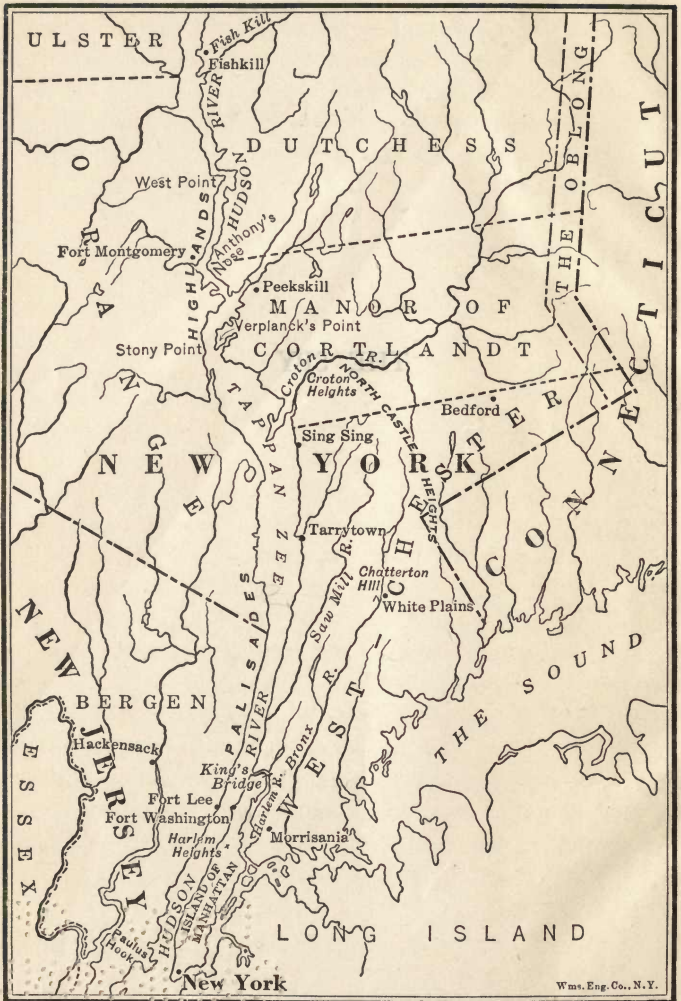 ULSTER
Fish Kill
Fishkill
RIVER
HUDSON
DUTCHESS
THE OBLONG
CONNECTICUT
ORANGE
West Point
HIGHLANDS
Anthony's
Nose
Fort Montgomery
Peekskill
MANOR OF
Verplanck's Point
Stony Point
CORTLANDT
Croton R.
Croton
Heights
NORTH CASTLE HEIGHTS
Bedford
TAPPAN ZEE
Sing Sing
NEW YORK
WESTCHESTER
Tarrytown
Saw Mill R.
Chatterton
Hill
White Plains
PALISADES
NEW JERSEY
BERGEN
THE SOUND
ESSEX
Hackensack
RIVER
Bronx R.
King's
Bridge
Harlem R.
Fort Lee
Fort Washington
Harlem
Heights
Morrisania
HUDSON
ISLAND OF
MANHATTAN
Paulus
Hook
LONG ISLAND
New York
Wms. Eng. Co., N.Y.